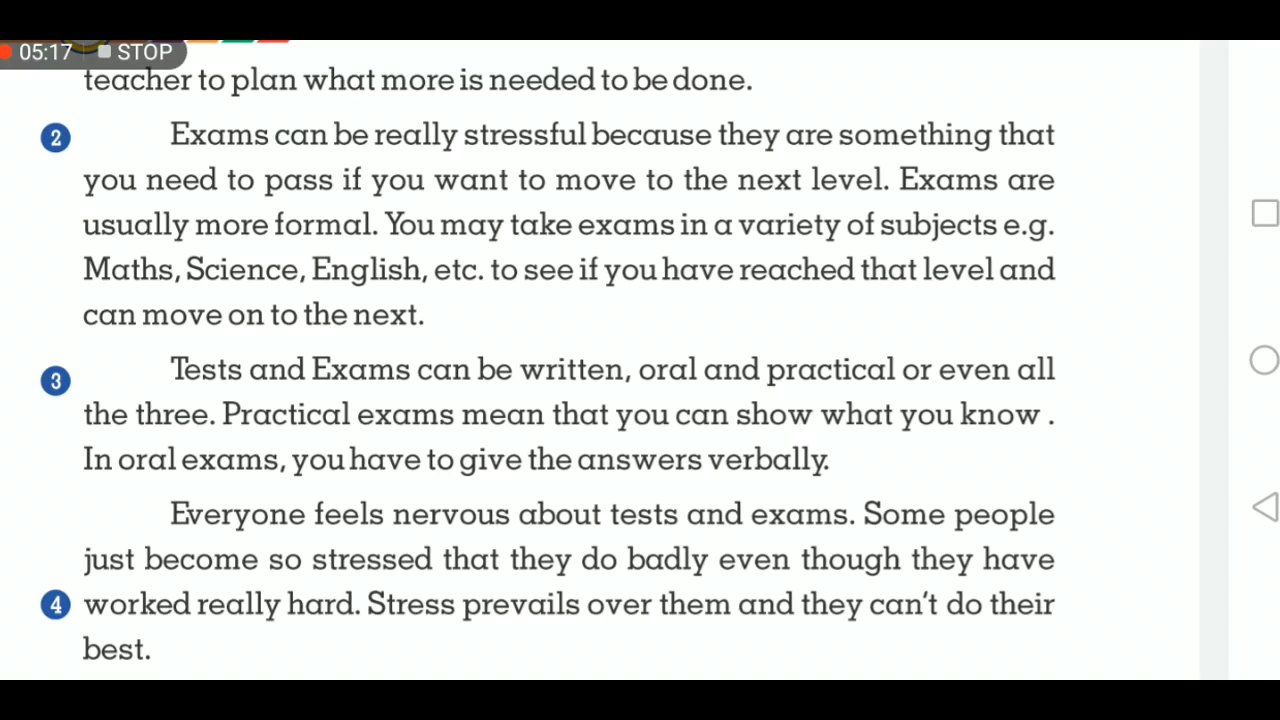 05:17 STOP
teacher to plan what more is needed to be done.
2 Exams can be really stressful because they are something that
you need to pass if you want to move to the next level. Exams are
usually more formal. You may take exams in a variety of subjects e.g.
Maths, Science, English, etc. to see if you have reached that level and
can move on to the next.
3 Tests and Exams can be written, oral and practical or even all
the three. Practical exams mean that you can show what you know .
In oral exams, you have to give the answers verbally.
Everyone feels nervous about tests and exams. Some people
just become so stressed that they do badly even though they have
4 worked really hard. Stress prevails over them and they can't do their
best.